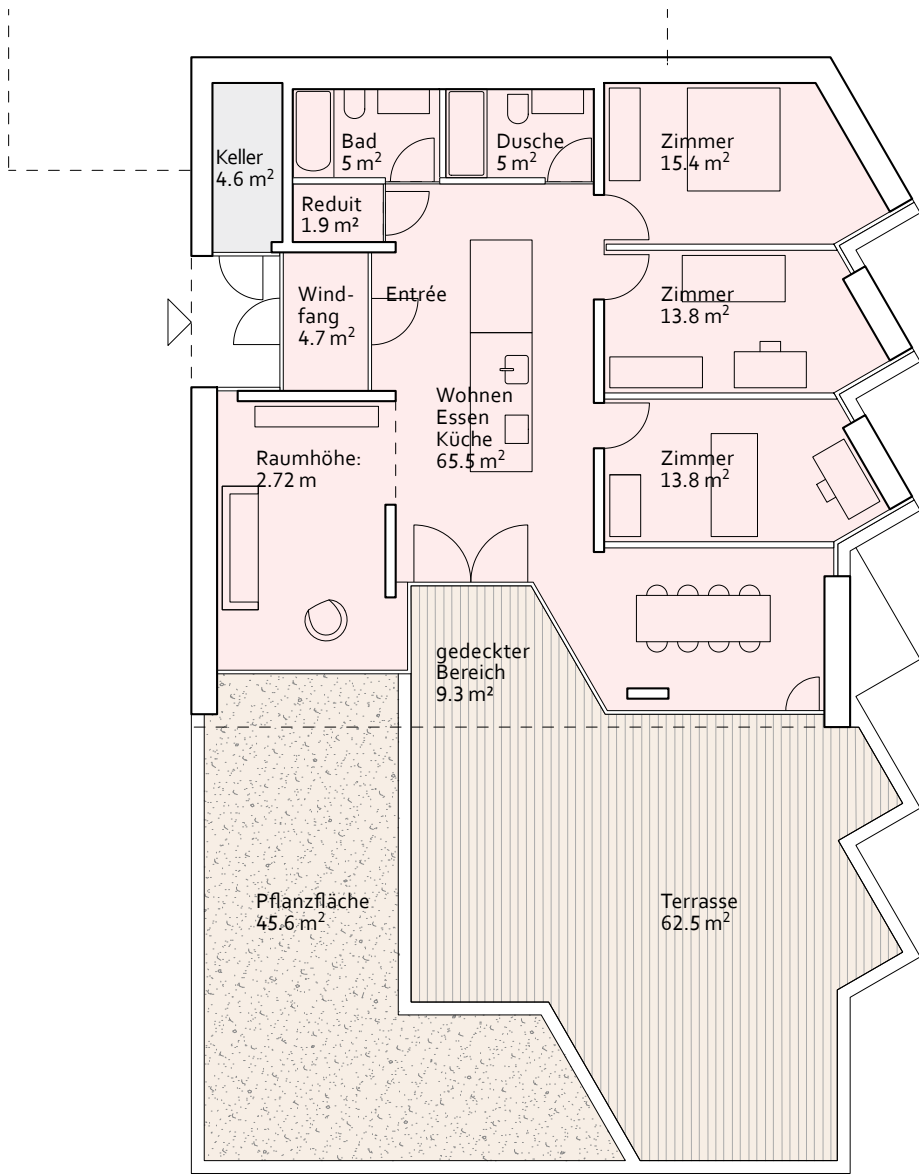 Keller
4.6 m²
Bad
5 m²
Dusche
5 m²
Zimmer
15.4 m²
Reduit
1.9 m²
Wind-
fang
4.7 m²
Entrée
Zimmer
13.8 m²
Wohnen
Essen
Küche
65.5 m²
Raumhöhe:
2.72 m
Zimmer
13.8 m²
gedeckter
Bereich
9.3 m²
Pflanzfläche
45.6 m²
Terrasse
62.5 m²